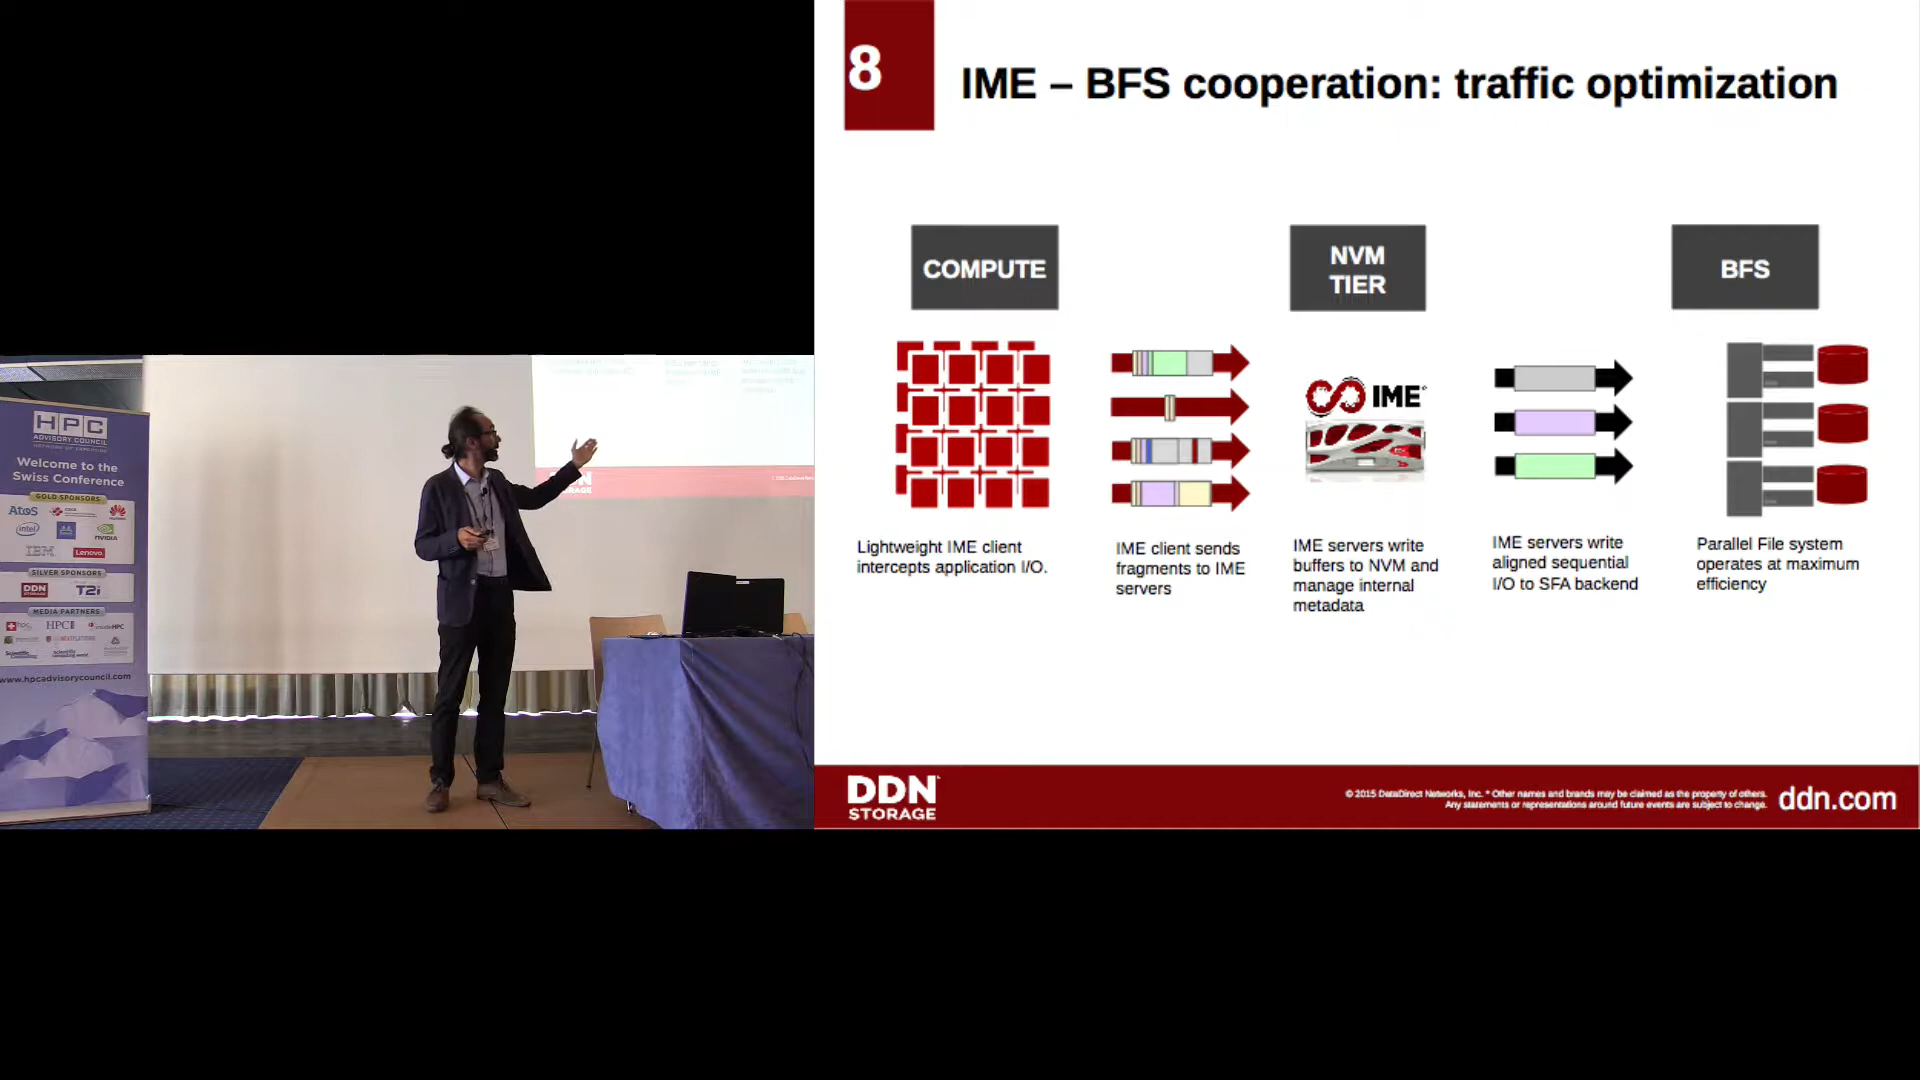 8
IME – BFS cooperation: traffic optimization
COMPUTE
NVM
TIER
BFS
IME
Lightweight IME client
intercepts application I/O.
IME client sends
fragments to IME
servers
IME servers write
buffers to NVM and
manage internal
metadata
IME servers write
aligned sequential
I/O to SFA backend
Parallel File system
operates at maximum
efficiency
DDN
STORAGE
© 2015 DataDirect Networks, Inc. * Other names and brands may be claimed as the property of others.
Any statements or representations around future events are subject to change.
ddn.com
HPC
ADVISORY COUNCIL
NETWORK OF EXPERTISE
Welcome to the
Swiss Conference
GOLD SPONSORS
Atos
HUAWEI
intel
NVIDIA
IBM
Lenovo
SILVER SPONSORS
DDN
STORAGE
T2i
MEDIA PARTNERS
HPC
insideHPC
www.hpcadvisorycouncil.com